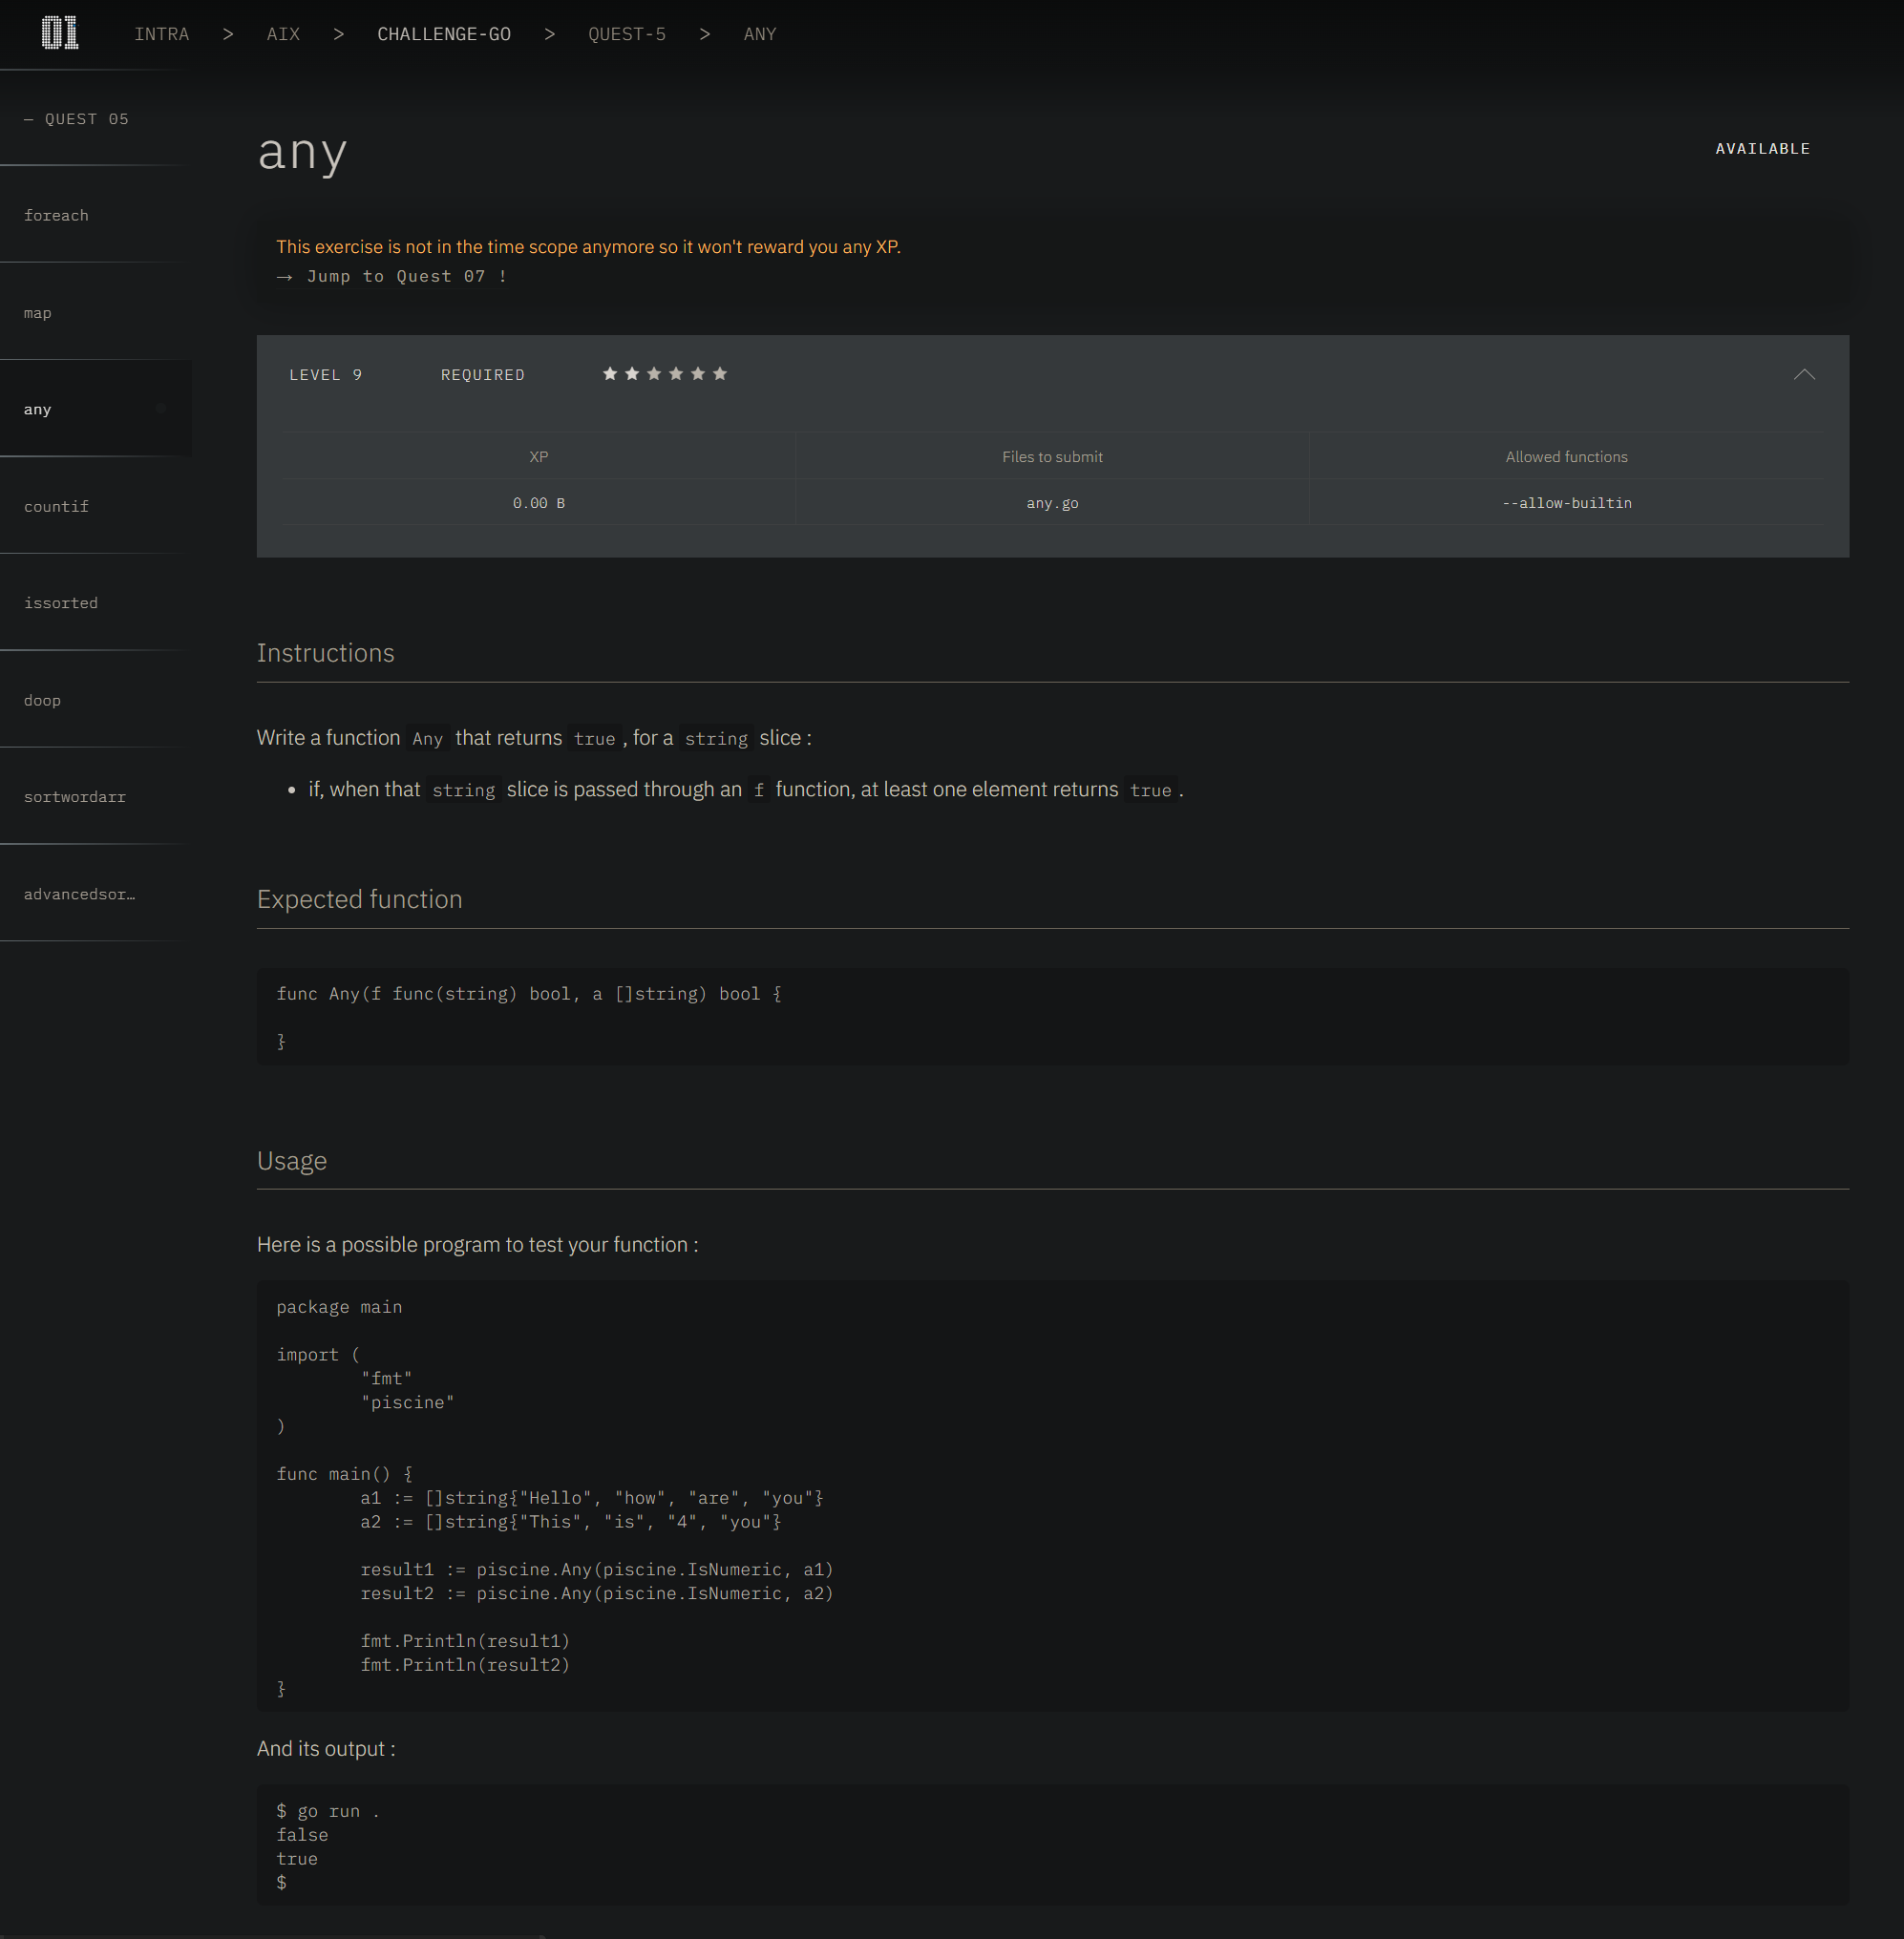 01 INTRA > AIX > CHALLENGE-GO > QUEST-5 > ANY
— QUEST 05
foreach
map
any
countif
issorted
doop
sortwordarr
advancedsor…
any
AVAILABLE
This exercise is not in the time scope anymore so it won't reward you any XP.
→ Jump to Quest 07 !
LEVEL 9 REQUIRED
XP Files to submit Allowed functions
0.00 B any.go --allow-builtin
Instructions
Write a function Any that returns true, for a string slice :
• if, when that string slice is passed through an f function, at least one element returns true.
Expected function
func Any(f func(string) bool, a []string) bool {
}
Usage
Here is a possible program to test your function :
package main
import (
"fmt"
"piscine"
)
func main() {
a1 := []string{"Hello", "how", "are", "you"}
a2 := []string{"This", "is", "4", "you"}
result1 := piscine.Any(piscine.IsNumeric, a1)
result2 := piscine.Any(piscine.IsNumeric, a2)
fmt.Println(result1)
fmt.Println(result2)
}
And its output :
$ go run .
false
true
$